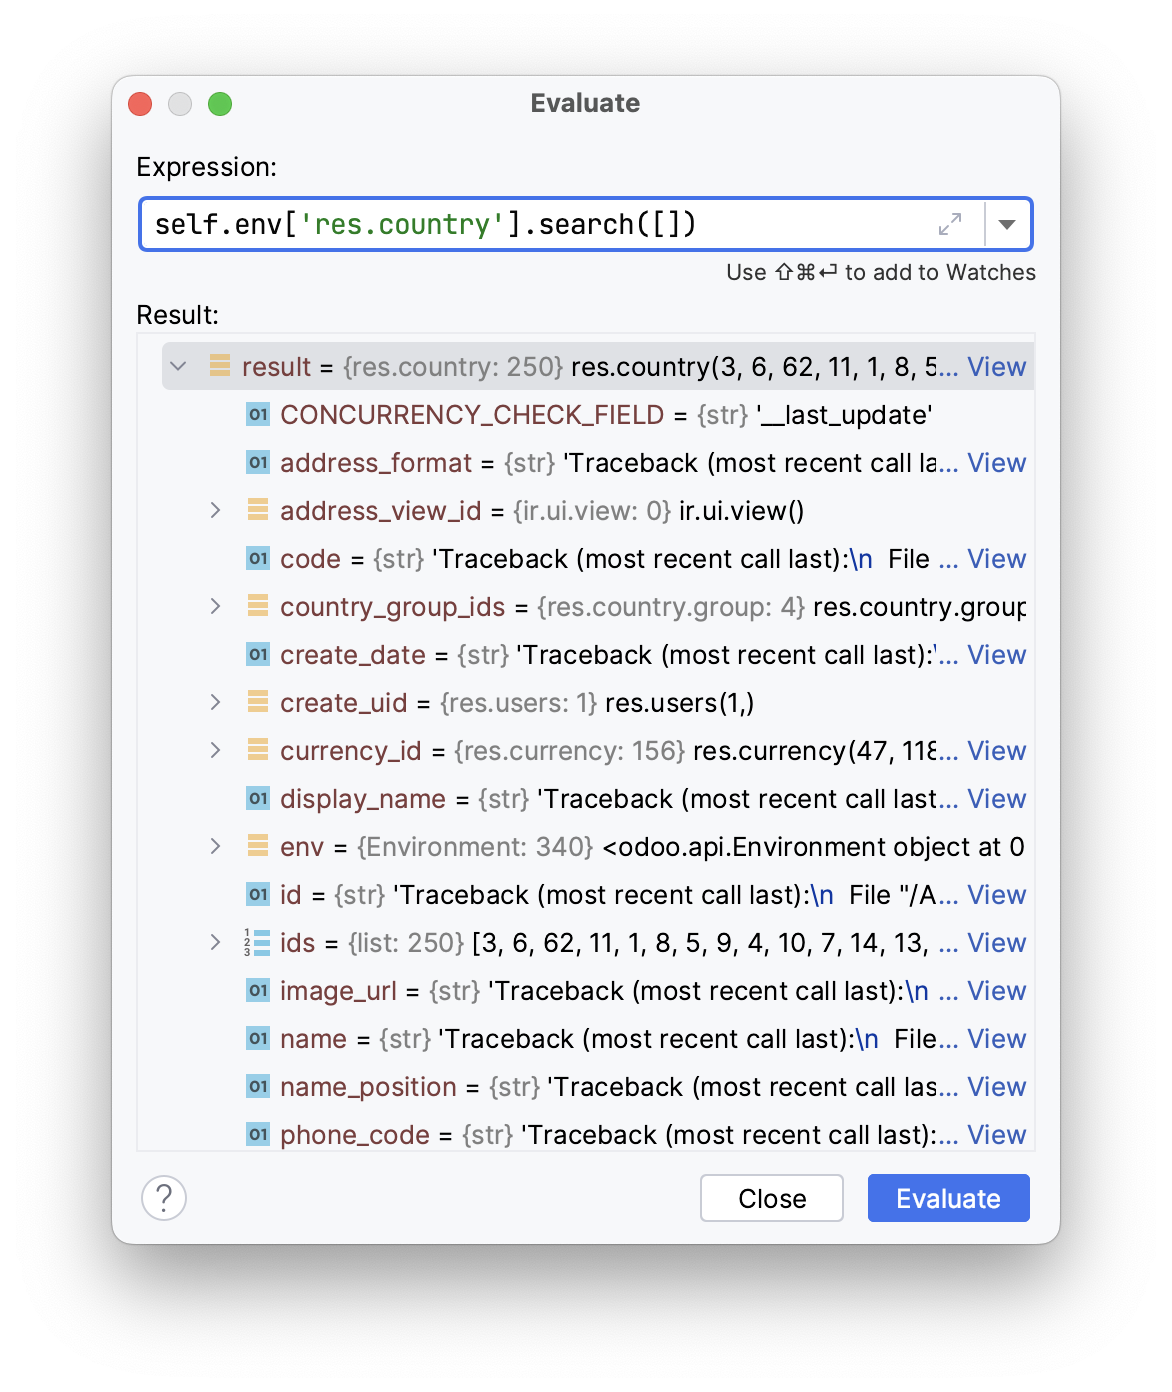 Evaluate
Expression:
self.env['res.country'].search([])
Use ⇧⌘⏎ to add to Watches
Result:
result = {res.country: 250} res.country(3, 6, 62, 11, 1, 8, 5... View
01 CONCURRENCY_CHECK_FIELD = {str} '__last_update'
01 address_format = {str} 'Traceback (most recent call la... View
address_view_id = {ir.ui.view: 0} ir.ui.view()
01 code = {str} 'Traceback (most recent call last):\n File ... View
country_group_ids = {res.country.group: 4} res.country.group
01 create_date = {str} 'Traceback (most recent call last):'... View
create_uid = {res.users: 1} res.users(1,)
currency_id = {res.currency: 156} res.currency(47, 118... View
01 display_name = {str} 'Traceback (most recent call last... View
env = {Environment: 340} <odoo.api.Environment object at 0
01 id = {str} 'Traceback (most recent call last):\n File "/A... View
123 ids = {list: 250} [3, 6, 62, 11, 1, 8, 5, 9, 4, 10, 7, 14, 13, ... View
01 image_url = {str} 'Traceback (most recent call last):\n ... View
01 name = {str} 'Traceback (most recent call last):\n File... View
01 name_position = {str} 'Traceback (most recent call las... View
01 phone_code = {str} 'Traceback (most recent call last):... View
? Close Evaluate